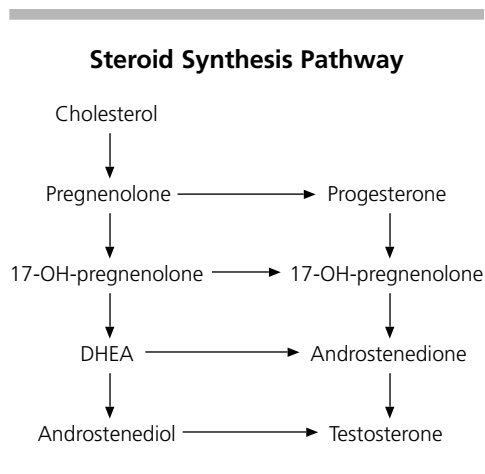 Steroid Synthesis Pathway
Cholesterol
Pregnenolone
Progesterone
17-OH-pregnenolone
17-OH-pregnenolone
DHEA
Androstenedione
Androstenediol
Testosterone